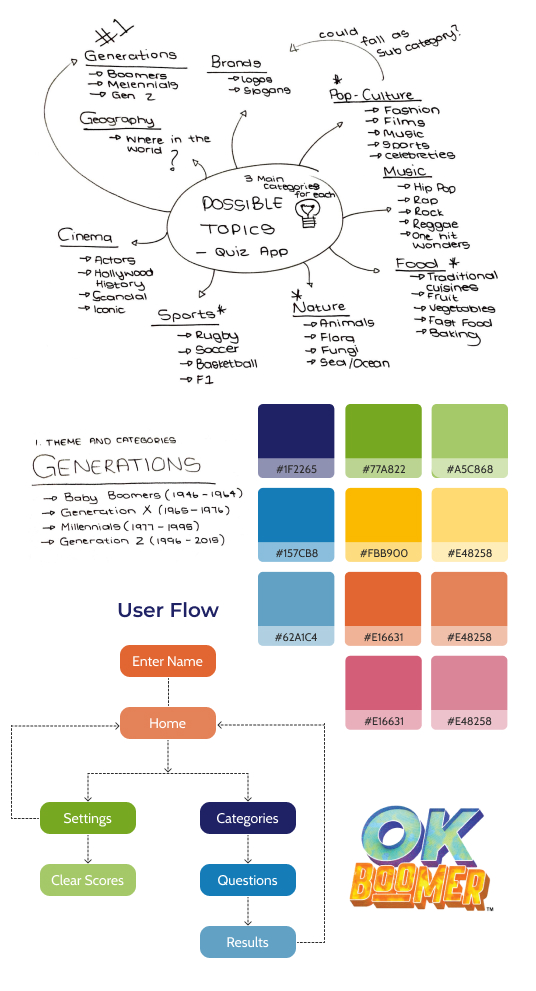 #1
could fall as sub category?
Generations
→ Boomers
→ Melennials
→ Gen Z
Brands
→ Logos
→ Slogans
* Pop-Culture
→ Fashion
→ Films
→ Music
→ Sports
→ celebreties
Geography
→ Where in the world?
3 Main categories for each
POSSIBLE
TOPICS
– Quiz App
Music
→ Hip Pop
→ Rap
→ Rock
→ Reggae
→ One hit
wonders
Cinema
→ Actors
→ Hollywood
History
→ Scandal
→ Iconic
Food *
→ Traditional
cuisines
→ Fruit
→ Vegetables
→ Fast Food
→ Baking
Sports*
→ Rugby
→ Soccer
→ Basketball
→ F1
* Nature
→ Animals
→ Flora
→ Fungi
→ Sea/Ocean
1. THEME AND CATEGORIES
GENERATIONS
→ Baby Boomers (1946-1964)
→ Generation X (1965-1976)
→ Millennials (1977-1995)
→ Generation Z (1996-2015)
#1F2265
#77A822
#A5C868
#157CB8
#FBB900
#E48258
#62A1C4
#E16631
#E48258
#E16631
#E48258
User Flow
Enter Name
Home
Settings
Categories
Clear Scores
Questions
Results
OK
BOOMER™